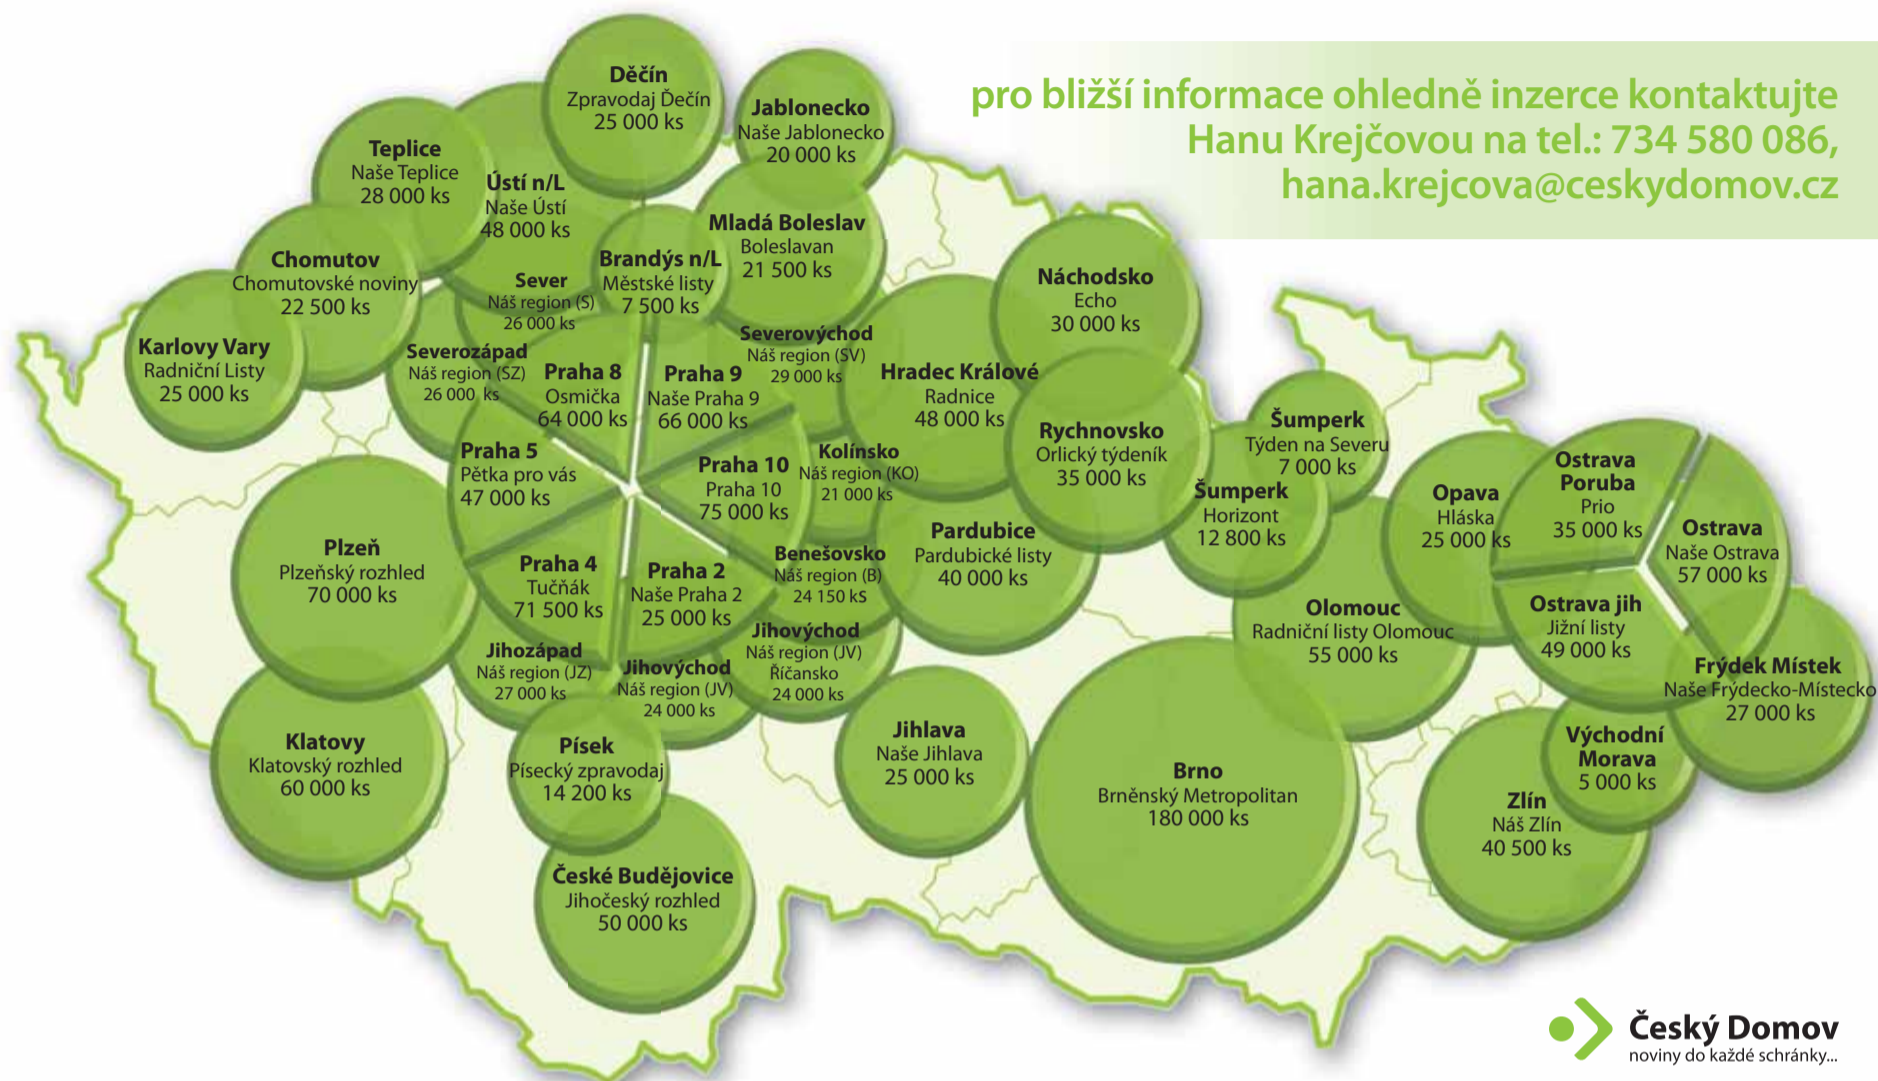 pro bližší informace ohledně inzerce kontaktujte
Hanu Krejčovou na tel.: 734 580 086,
hana.krejcova@ceskydomov.cz
Děčín
Zpravodaj Ďečín
25 000 ks
Jablonecko
Naše Jablonecko
20 000 ks
Teplice
Naše Teplice
28 000 ks
Ústí n/L
Naše Ústí
48 000 ks
Mladá Boleslav
Boleslavan
21 500 ks
Brandýs n/L
Městské listy
7 500 ks
Chomutov
Chomutovské noviny
22 500 ks
Sever
Náš region (S)
26 000 ks
Náchodsko
Echo
30 000 ks
Karlovy Vary
Radniční Listy
25 000 ks
Severozápad
Náš region (SZ)
26 000 ks
Praha 8
Osmička
64 000 ks
Praha 9
Naše Praha 9
66 000 ks
Severovýchod
Náš region (SV)
29 000 ks
Hradec Králové
Radnice
48 000 ks
Rychnovsko
Orlický týdeník
35 000 ks
Šumperk
Týden na Severu
7 000 ks
Praha 5
Pětka pro vás
47 000 ks
Praha 10
Praha 10
75 000 ks
Kolínsko
Náš region (KO)
21 000 ks
Šumperk
Horizont
12 800 ks
Opava
Hláska
25 000 ks
Ostrava
Poruba
Prio
35 000 ks
Ostrava
Naše Ostrava
57 000 ks
Plzeň
Plzeňský rozhled
70 000 ks
Praha 4
Tučňák
71 500 ks
Praha 2
Naše Praha 2
25 000 ks
Benešovsko
Náš region (B)
24 150 ks
Pardubice
Pardubické listy
40 000 ks
Olomouc
Radniční listy Olomouc
55 000 ks
Ostrava jih
Jižní listy
49 000 ks
Jihozápad
Náš region (JZ)
27 000 ks
Jihovýchod
Náš region (JV)
24 000 ks
Jihovýchod
Náš region (JV)
Říčansko
24 000 ks
Frýdek Místek
Naše Frýdecko-Místecko
27 000 ks
Klatovy
Klatovský rozhled
60 000 ks
Písek
Písecký zpravodaj
14 200 ks
Jihlava
Naše Jihlava
25 000 ks
Brno
Brněnský Metropolitan
180 000 ks
Východní
Morava
5 000 ks
Zlín
Náš Zlín
40 500 ks
České Budějovice
Jihočeský rozhled
50 000 ks
Český Domov
noviny do každé schránky...